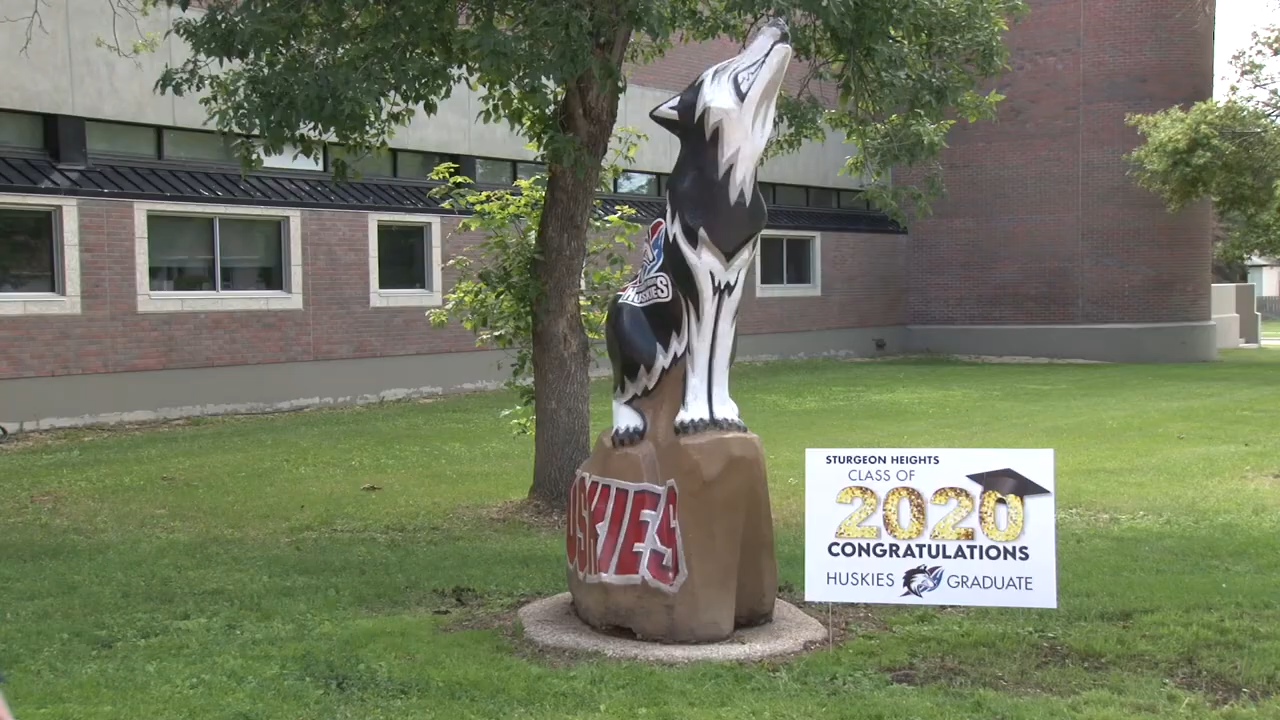 HUSKIES
USKIES
STURGEON HEIGHTS
CLASS OF
2020
CONGRATULATIONS
HUSKIES GRADUATE